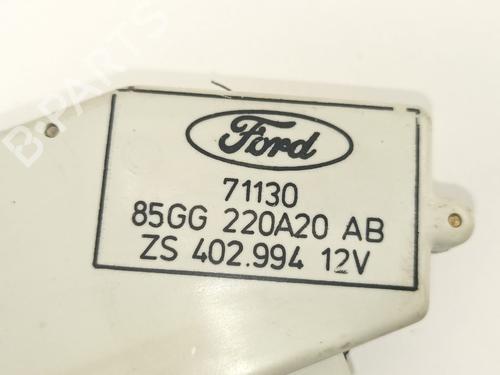 B-PARTS
Ford
71130
85GG 220A20 AB
ZS 402.994 12V